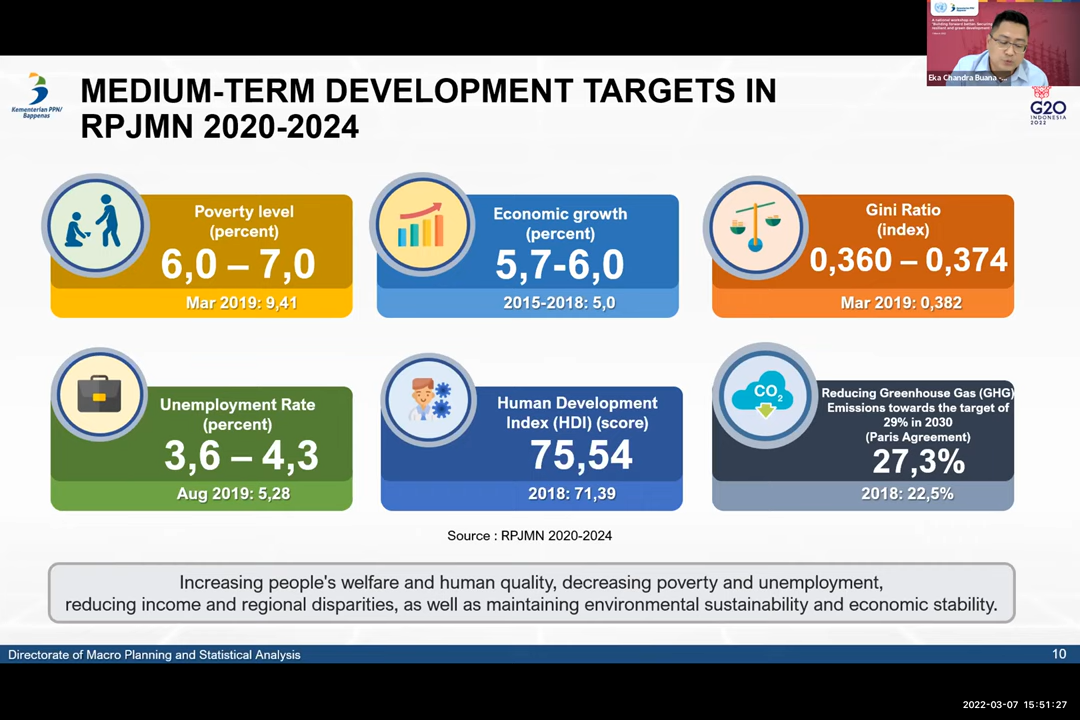 Kementerian PPN/
Bappenas
A national workshop on
Eka Chandra Buana -...
MEDIUM-TERM DEVELOPMENT TARGETS IN
RPJMN 2020-2024
Kementerian PPN/
Bappenas
G20
INDONESIA
2022
Poverty level
(percent)
6,0 – 7,0
Mar 2019: 9,41
Economic growth
(percent)
5,7-6,0
2015-2018: 5,0
Gini Ratio
(index)
0,360 – 0,374
Mar 2019: 0,382
Unemployment Rate
(percent)
3,6 – 4,3
Aug 2019: 5,28
Human Development
Index (HDI) (score)
75,54
2018: 71,39
CO2
Reducing Greenhouse Gas (GHG)
Emissions towards the target of
29% in 2030
(Paris Agreement)
27,3%
2018: 22,5%
Source : RPJMN 2020-2024
Increasing people's welfare and human quality, decreasing poverty and unemployment,
reducing income and regional disparities, as well as maintaining environmental sustainability and economic stability.
Directorate of Macro Planning and Statistical Analysis
10
2022-03-07 15:51:27